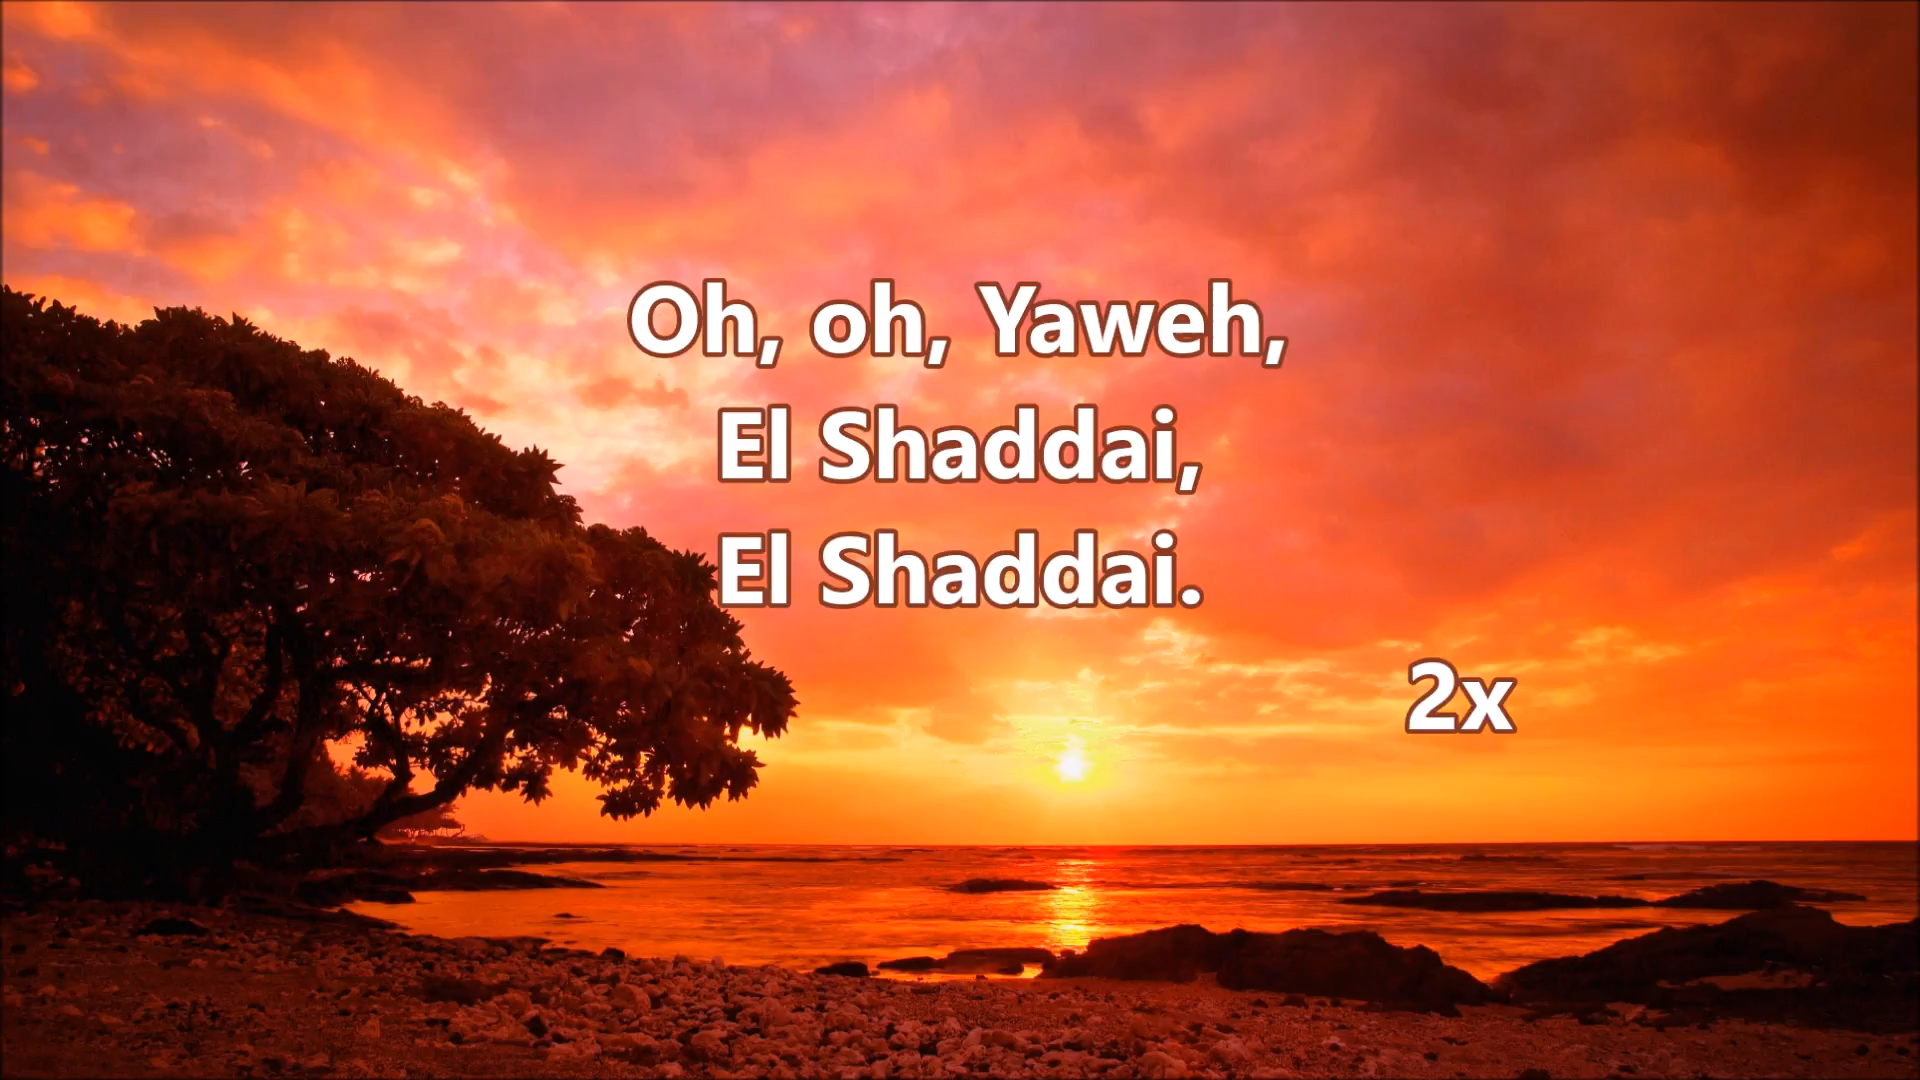 Oh, oh, Yaweh,
El Shaddai,
El Shaddai.
2x